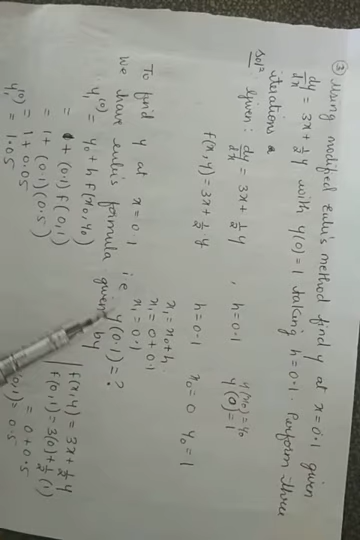 ③ Using modified Euler's method find y at x = 0.1 given
dy/dx = 3x + 1/2 y with y(0) = 1 taking h = 0.1. Perform three
iterations
Solⁿ Given: dy/dx = 3x + 1/2 y , h = 0.1 y(x₀) = y₀
y(0) = 1
f(x,y) = 3x + 1/2 y h = 0.1 x₀ = 0 y₀ = 1
x₁ = x₀ + h
x₁ = 0 + 0.1
x₁ = 0.1
To find y at x = 0.1 i.e. y(0.1) = ?
We have Euler's formula given by
y₁⁽⁰⁾ = y₀ + h f(x₀, y₀) f(x,y) = 3x + 1/2 y
= 1 + (0.1) f(0,1) f(0,1) = 3(0) + 1/2 (1)
= 1 + (0.1)(0.5) = 0 + 0.5
= 1 + 0.05 (0,1) = 0.5
y₁⁽⁰⁾ = 1.05